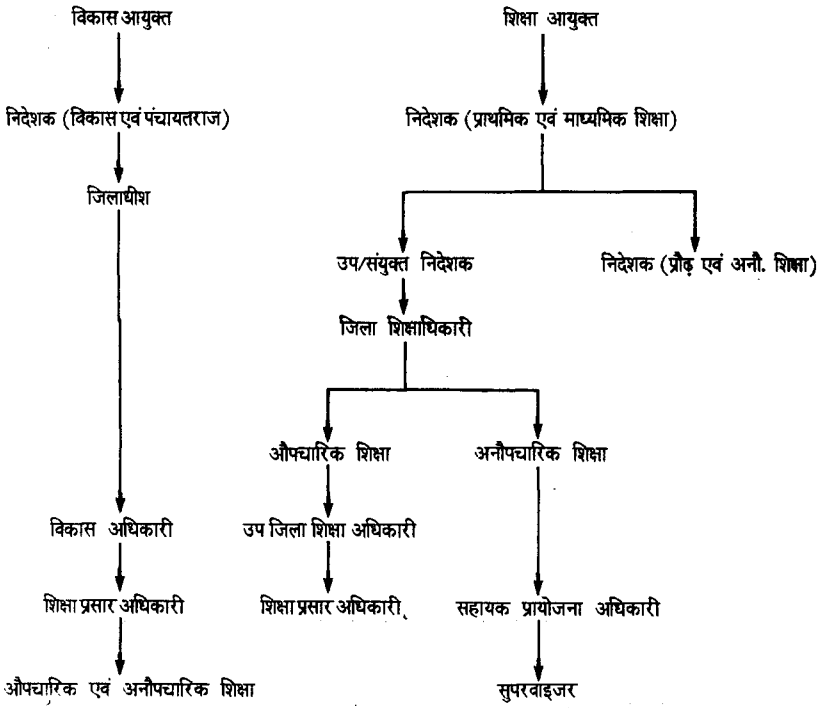 विकास आयुक्त
शिक्षा आयुक्त
निदेशक (विकास एवं पंचायतराज)
निदेशक (प्राथमिक एवं माध्यमिक शिक्षा)
जिलाधीश
उप/संयुक्त निदेशक
निदेशक (प्रौढ़ एवं अनौ. शिक्षा)
जिला शिक्षाधिकारी
औपचारिक शिक्षा
अनौपचारिक शिक्षा
विकास अधिकारी
उप जिला शिक्षा अधिकारी
शिक्षा प्रसार अधिकारी
शिक्षा प्रसार अधिकारी
सहायक प्रायोजना अधिकारी
औपचारिक एवं अनौपचारिक शिक्षा
सुपरवाइजर